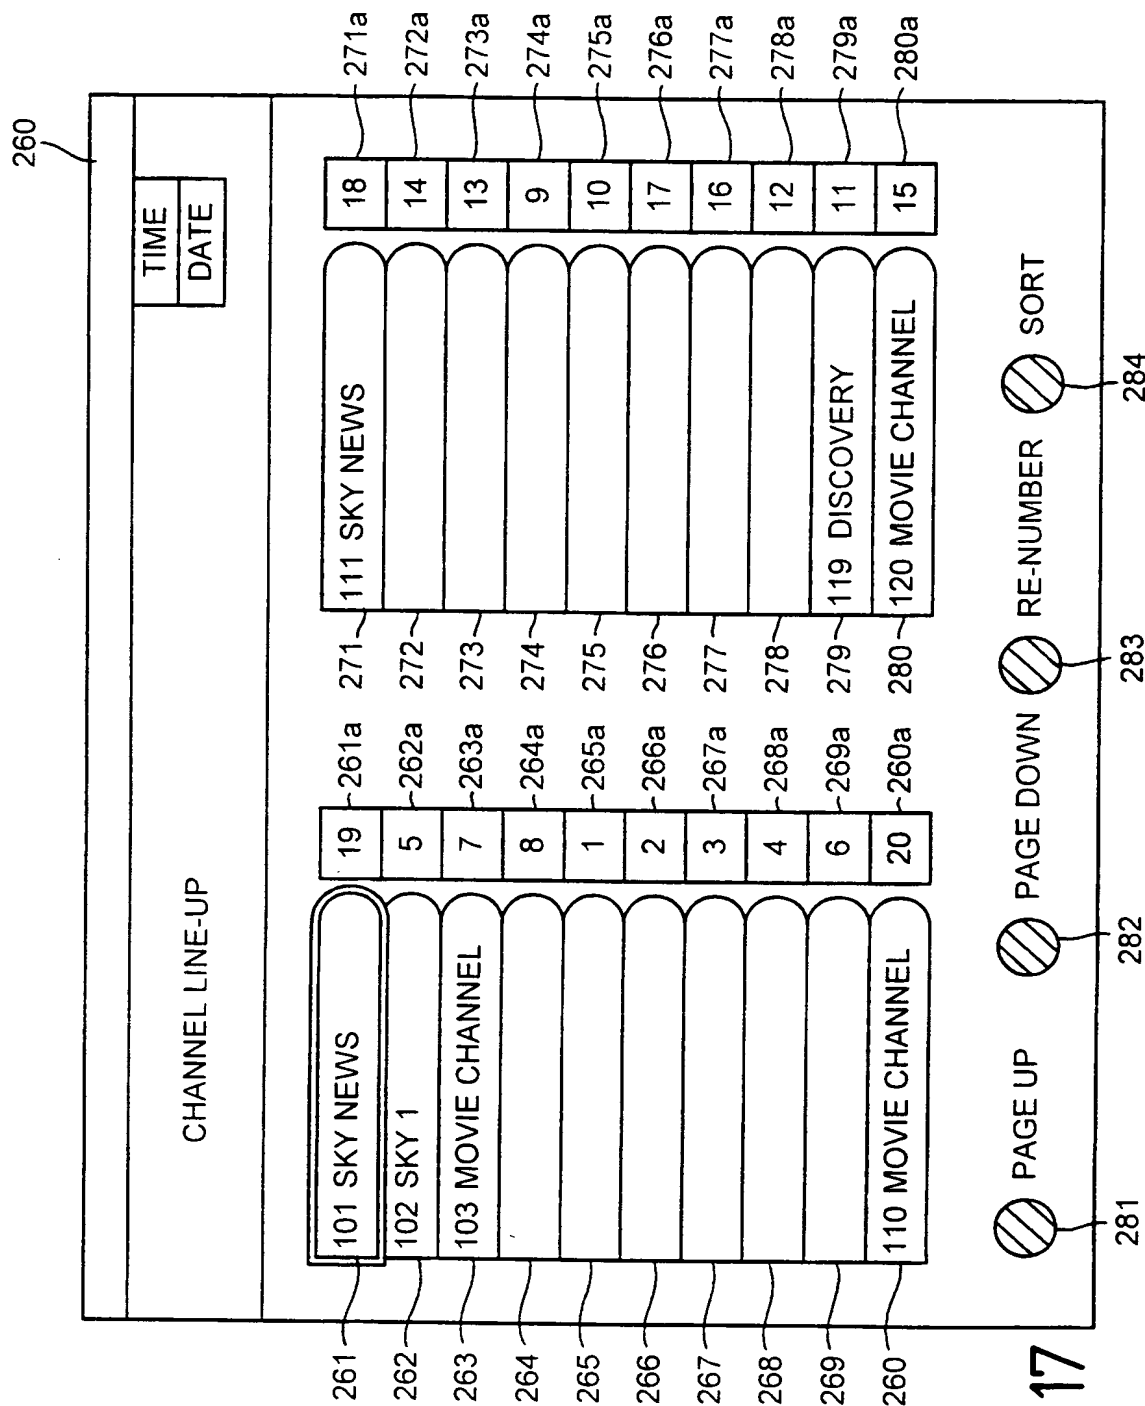 260
TIME
DATE
CHANNEL LINE-UP
261 101 SKY NEWS 19 261a
262 102 SKY 1 5 262a
263 103 MOVIE CHANNEL 7 263a
264 8 264a
265 1 265a
266 2 266a
267 3 267a
268 4 268a
269 6 269a
260 110 MOVIE CHANNEL 20 260a
271 111 SKY NEWS 18 271a
272 14 272a
273 13 273a
274 9 274a
275 10 275a
276 17 276a
277 16 277a
278 12 278a
279 119 DISCOVERY 11 279a
280 120 MOVIE CHANNEL 15 280a
PAGE UP PAGE DOWN RE-NUMBER SORT
281 282 283 284
17